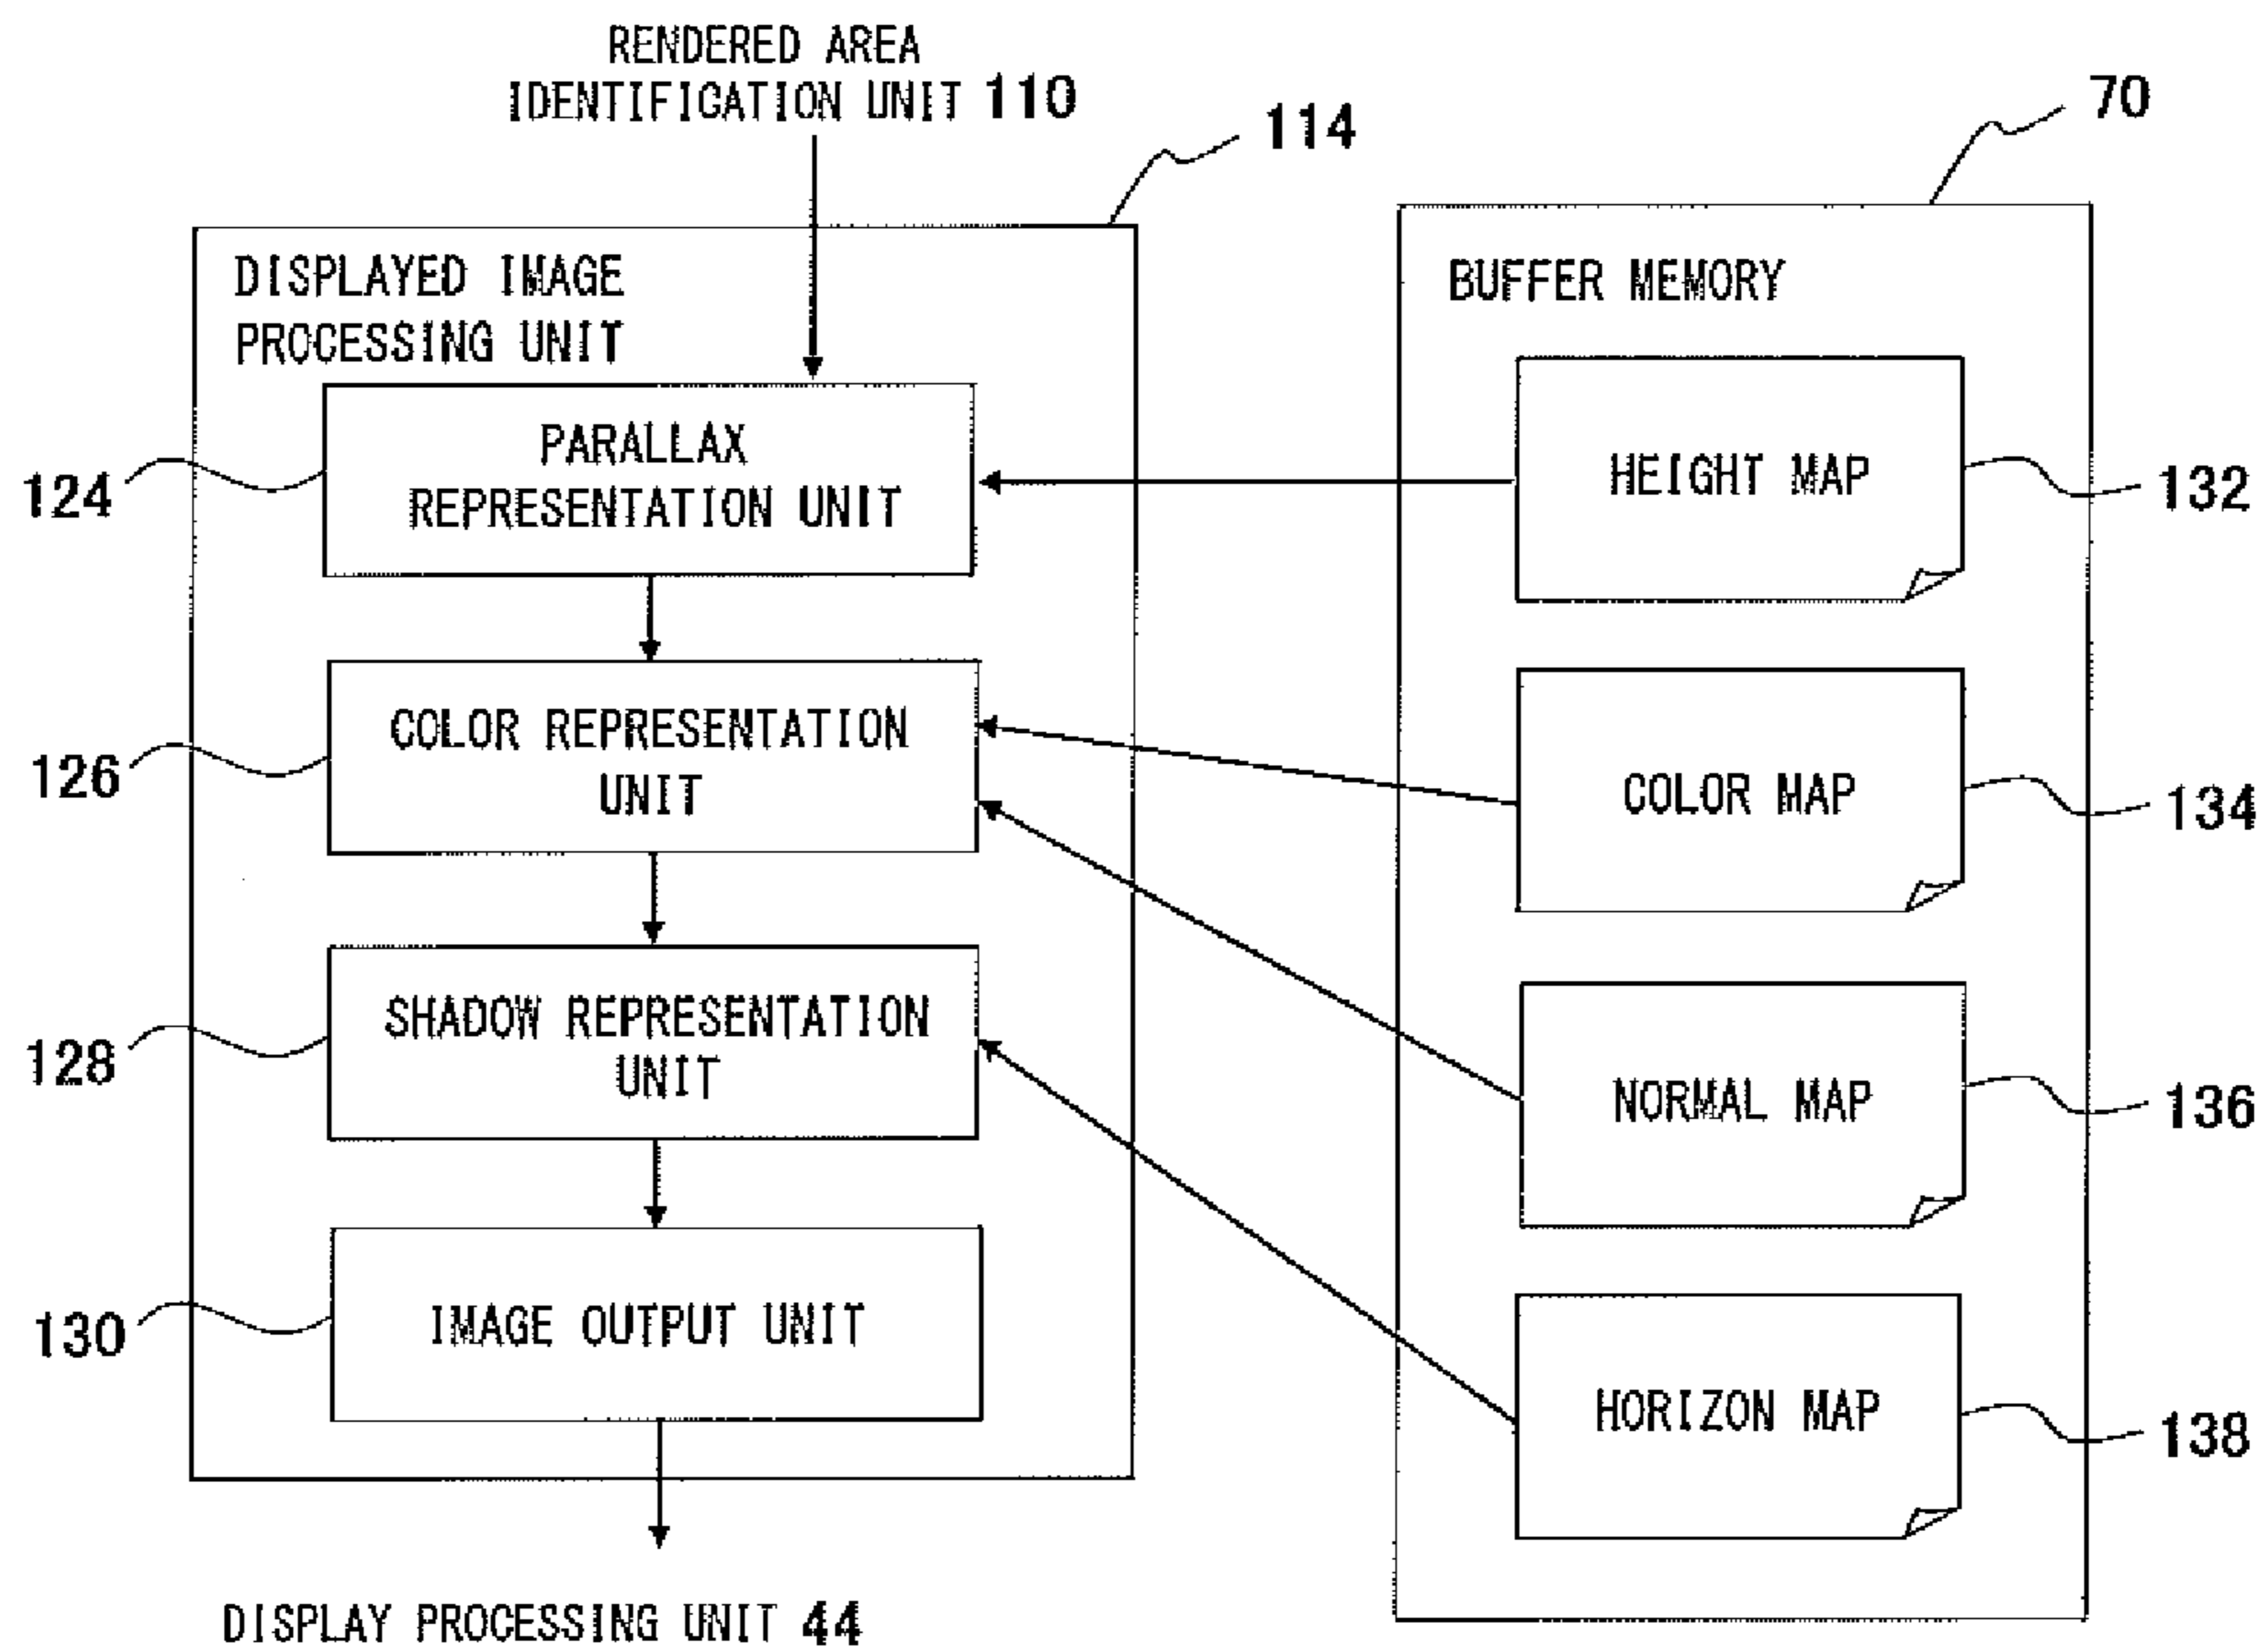 RENDERED AREA
IDENTIFIGATION UNIT 110
114
70
DISPLAYED IMAGE
PROCESSING UNIT
BUFFER MEMORY
PARALLAX
REPRESENTATION UNIT
124
HEIGHT MAP
132
COLOR REPRESENTATION
UNIT
126
COLOR MAP
134
SHADOW REPRESENTATION
UNIT
128
NORMAL MAP
136
IMAGE OUTPUT UNIT
130
HORIZON MAP
138
DISPLAY PROCESSING UNIT 44